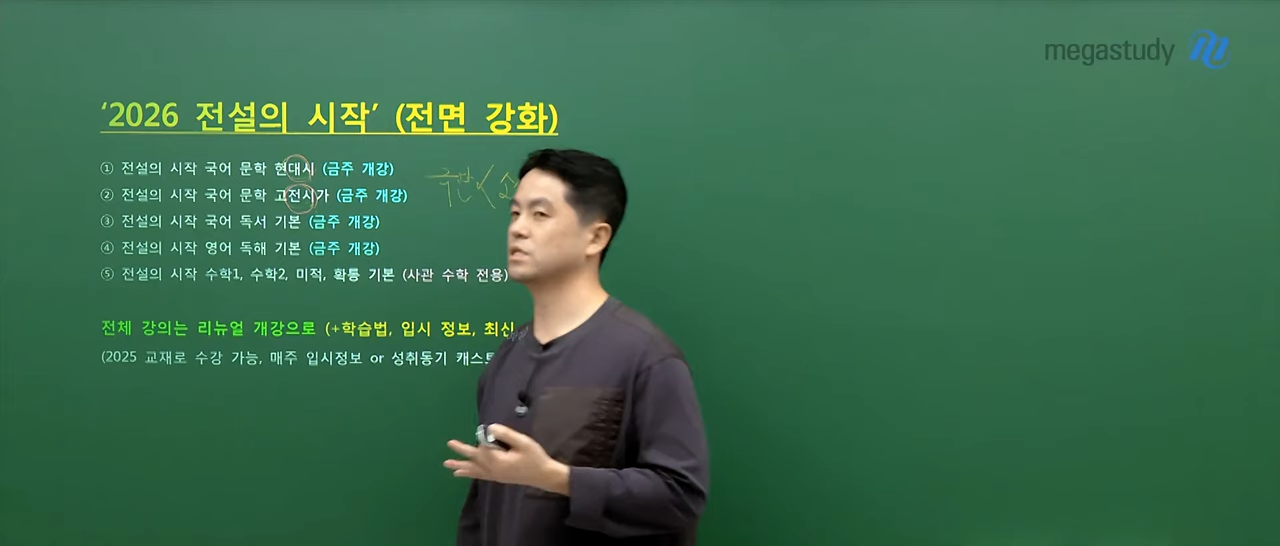 megastudy
‘2026 전설의 시작’ (전면 강화)
① 전설의 시작 국어 문학 현대시 (금주 개강)
② 전설의 시작 국어 문학 고전시가 (금주 개강)
③ 전설의 시작 국어 독서 기본 (금주 개강)
④ 전설의 시작 영어 독해 기본 (금주 개강)
⑤ 전설의 시작 수학1, 수학2, 미적, 확통 기본 (사관 수학 전용)
전체 강의는 리뉴얼 개강으로 (+학습법, 입시 정보, 최신
(2025 교재로 수강 가능, 매주 입시정보 or 성취동기 캐스트